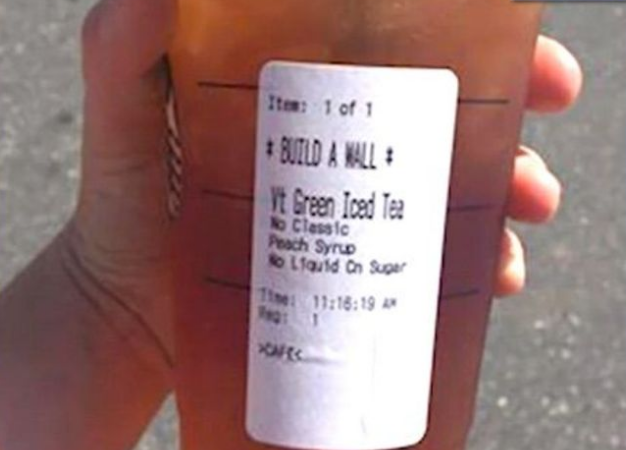 Item: 1 of 1
* BUILD A WALL *
Vt Green Iced Tea
No Classic
Peach Syrup
No Liquid Cn Sugar
Time: 11:16:19 AM
Reg: 1
>CAFE<